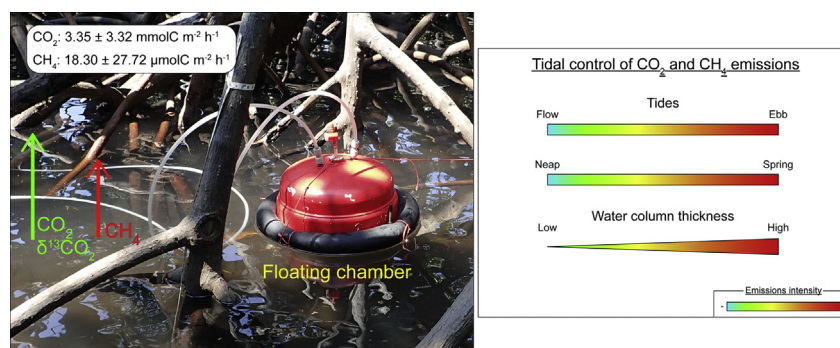 CO₂: 3.35 ± 3.32 mmolC m⁻² h⁻¹
CH₄: 18.30 ± 27.72 µmolC m⁻² h⁻¹
CO₂
δ¹³CO₂
CH₄
Floating chamber
Tidal control of CO₂ and CH₄ emissions
Tides
Flow Ebb
Neap Spring
Water column thickness
Low High
Emissions intensity
-